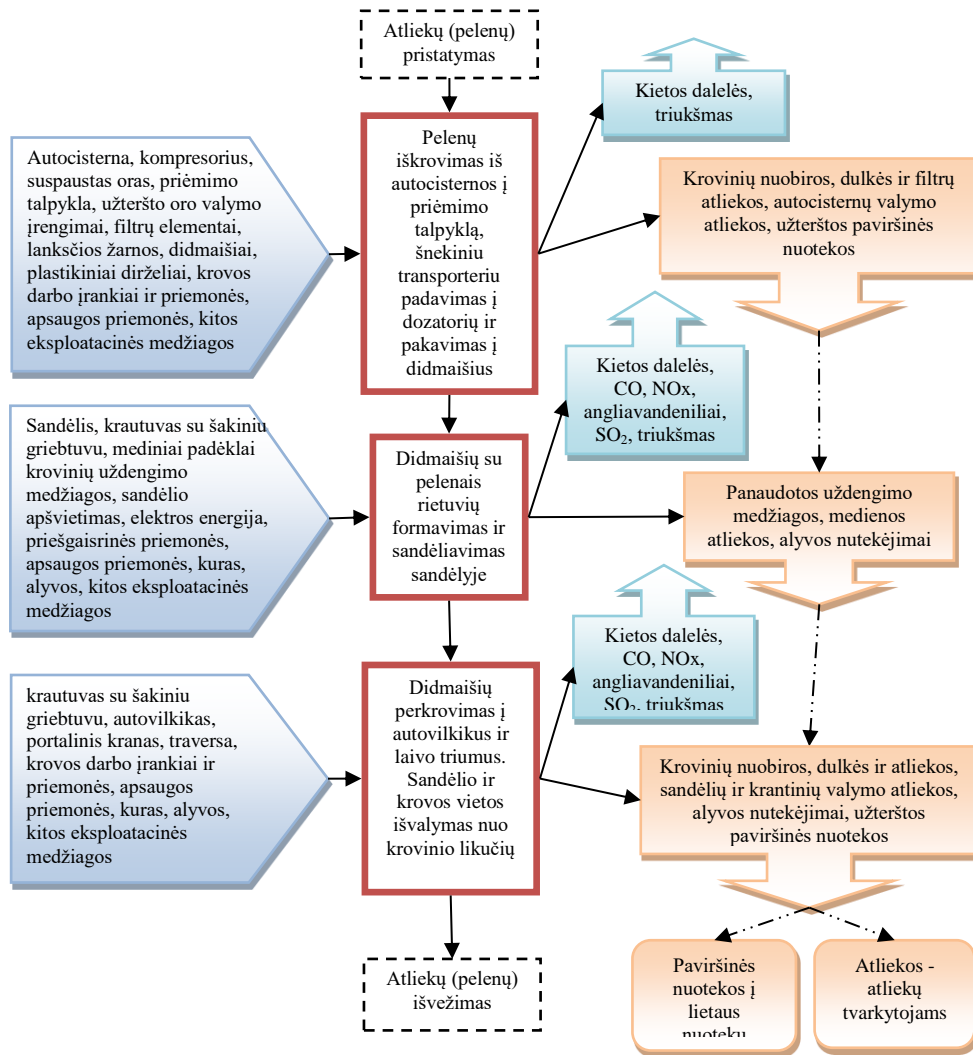 Atliekų (pelenų)
pristatymas
Kietos dalelės,
triukšmas
Autocisterna, kompresorius,
suspaustas oras, priėmimo
talpykla, užteršto oro valymo
įrengimai, filtrų elementai,
lanksčios žarnos, didmaišiai,
plastikiniai dirželiai, krovos
darbo įrankiai ir priemonės,
apsaugos priemonės, kitos
eksploatacinės medžiagos
Pelenų
iškrovimas iš
autocisternos į
priėmimo
talpyklą,
šnekiniu
transporteriu
padavimas į
dozatorių ir
pakavimas į
didmaišius
Krovinių nuobiros, dulkės ir filtrų
atliekos, autocisternų valymo
atliekos, užterštos paviršinės
nuotekos
Kietos dalelės,
CO, NOx,
angliavandeniliai,
SO₂, triukšmas
Sandėlis, krautuvas su šakiniu
griebtuvu, mediniai padėklai
krovinių uždengimo
medžiagos, sandėlio
apšvietimas, elektros energija,
priešgaisrinės priemonės,
apsaugos priemonės, kuras,
alyvos, kitos eksploatacinės
medžiagos
Didmaišių su
pelenais
rietuvių
formavimas ir
sandėliavimas
sandėlyje
Panaudotos uždengimo
medžiagos, medienos
atliekos, alyvos nutekėjimai
Kietos dalelės,
CO, NOx,
angliavandeniliai,
SO₂, triukšmas
krautuvas su šakiniu
griebtuvu, autovilkikas,
portalinis kranas, traversa,
krovos darbo įrankiai ir
priemonės, apsaugos
priemonės, kuras, alyvos,
kitos eksploatacinės
medžiagos
Didmaišių
perkrovimas į
autovilkikus ir
laivo triumus.
Sandėlio ir
krovos vietos
išvalymas nuo
krovinio likučių
Krovinių nuobiros, dulkės ir atliekos,
sandėlių ir krantinių valymo atliekos,
alyvos nutekėjimai, užterštos
paviršinės nuotekos
Atliekų (pelenų)
išvežimas
Paviršinės
nuotekos į
lietaus
nuotekų
Atliekos -
atliekų
tvarkytojams